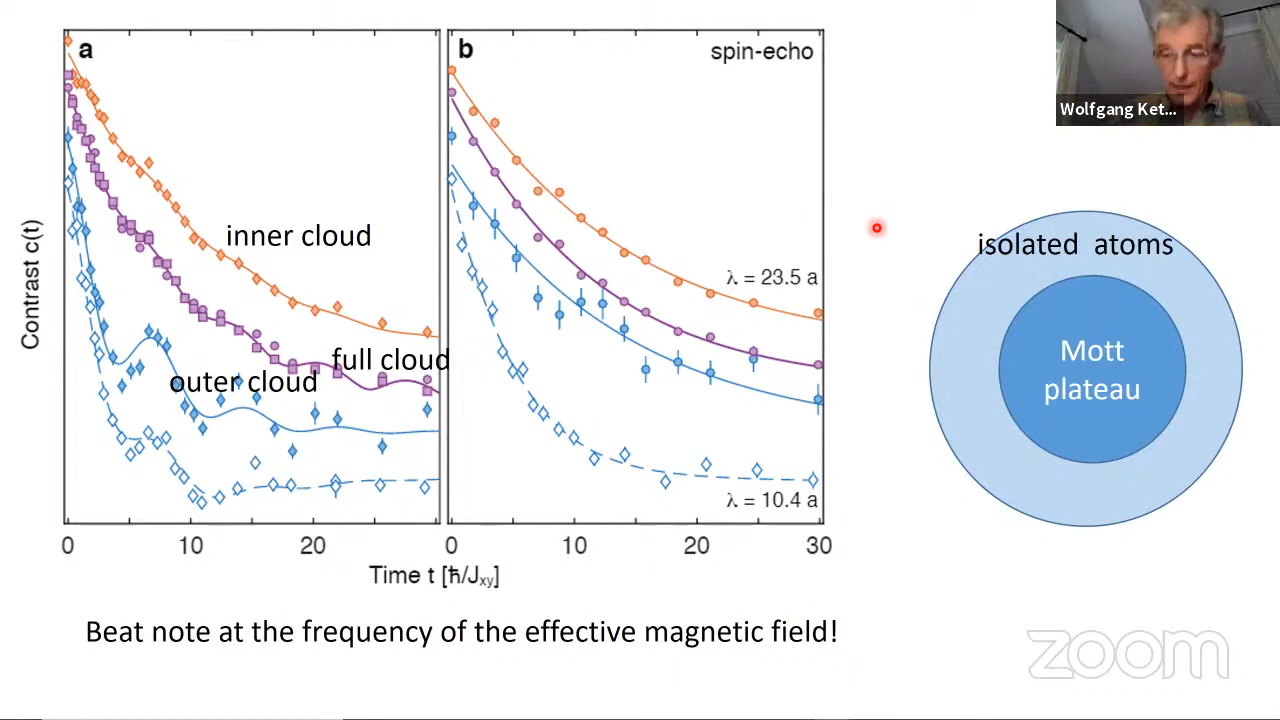 a
b
spin-echo
Wolfgang Ket...
inner cloud
isolated atoms
λ = 23.5 a
full cloud
outer cloud
Mott
plateau
λ = 10.4 a
Contrast c(t)
0 10 20 0 10 20 30
Time t [ħ/Jxy]
Beat note at the frequency of the effective magnetic field!
zoom